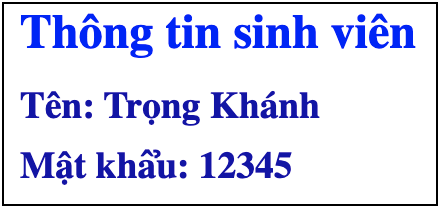 Thông tin sinh viên
Tên: Trọng Khánh
Mật khẩu: 12345